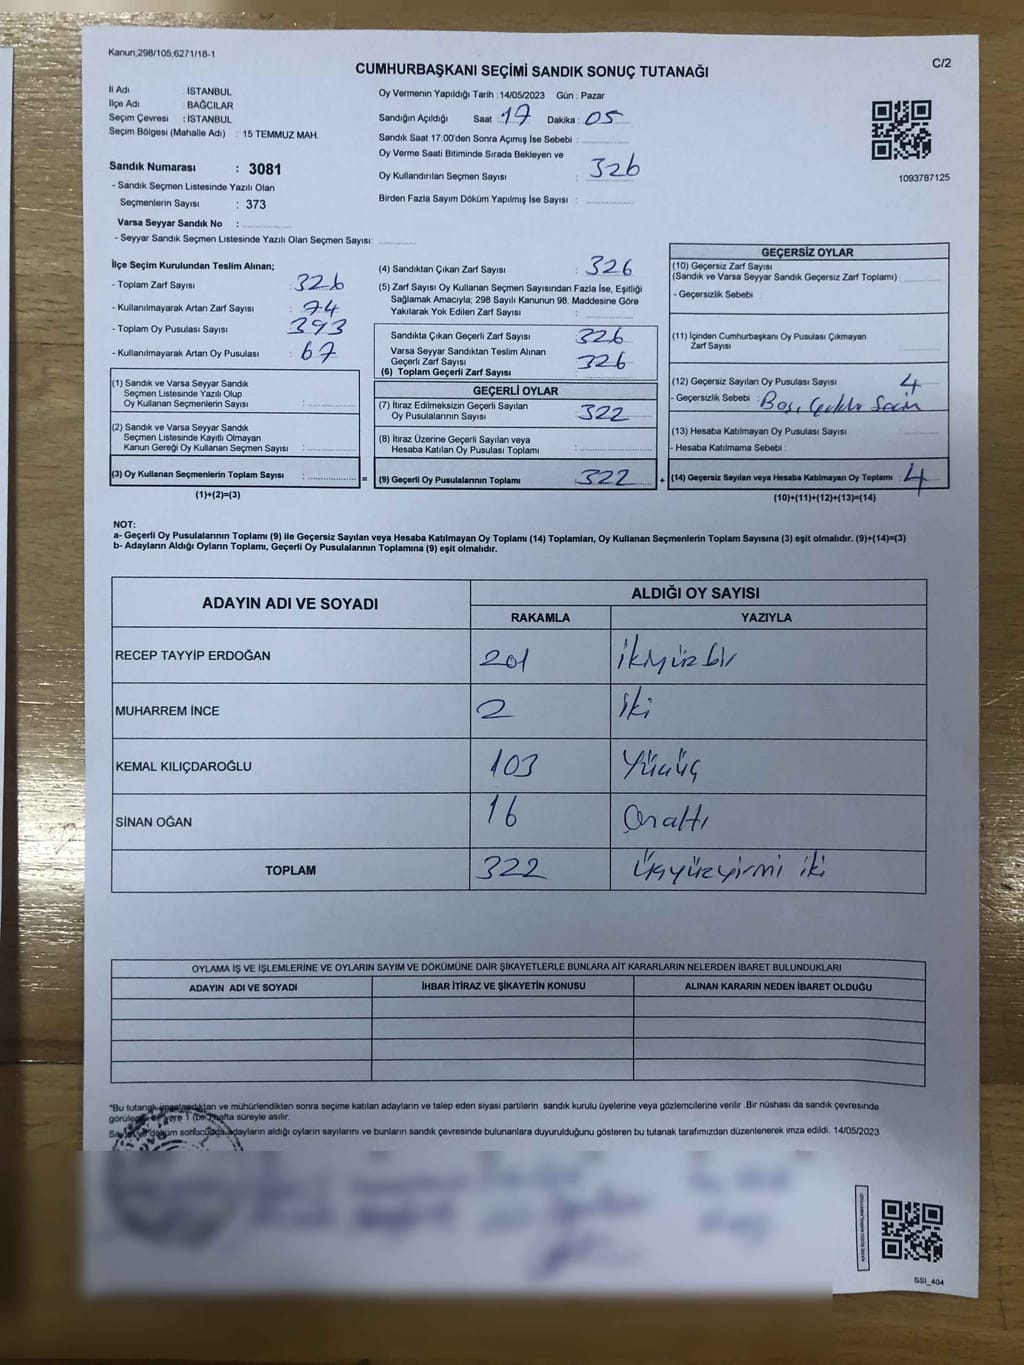 Kanun,298/105,6271/18-1
C/2
CUMHURBAŞKANI SEÇİMİ SANDIK SONUÇ TUTANAĞI
İl Adı : İSTANBUL
İlçe Adı : BAĞCILAR
Seçim Çevresi : İSTANBUL
Seçim Bölgesi (Mahalle Adı) : 15 TEMMUZ MAH.
Sandık Numarası : 3081
- Sandık Seçmen Listesinde Yazılı Olan
Seçmenlerin Sayısı : 373
Varsa Seyyar Sandık No :
- Seyyar Sandık Seçmen Listesinde Yazılı Olan Seçmen Sayısı:
Oy Vermenin Yapıldığı Tarih :14/05/2023 Gün : Pazar
Sandığın Açıldığı Saat : 17 Dakika : 05
Sandık Saat 17:00'den Sonra Açımış İse Sebebi :
Oy Verme Saati Bitiminde Sırada Bekleyen ve
Oy Kullandırılan Seçmen Sayısı : 326
Birden Fazla Sayım Döküm Yapılmış İse Sayısı :
1093787125
İlçe Seçim Kurulundan Teslim Alınan;
- Toplam Zarf Sayısı : 326
- Kullanılmayarak Artan Zarf Sayısı : 74
- Toplam Oy Pusulası Sayısı : 393
- Kullanılmayarak Artan Oy Pusulası : 67
(1) Sandık ve Varsa Seyyar Sandık
Seçmen Listesinde Yazılı Olup
Oy Kullanan Seçmenlerin Sayısı :
(2) Sandık ve Varsa Seyyar Sandık
Seçmen Listesinde Kayıtlı Olmayan
Kanun Gereği Oy Kullanan Seçmen Sayısı :
(3) Oy Kullanan Seçmenlerin Toplam Sayısı : =
(1)+(2)=(3)
(4) Sandıktan Çıkan Zarf Sayısı : 326
(5) Zarf Sayısı Oy Kullanan Seçmen Sayısından Fazla İse, Eşitliği
Sağlamak Amacıyla; 298 Sayılı Kanunun 98. Maddesine Göre
Yakılarak Yok Edilen Zarf Sayısı :
Sandıkta Çıkan Geçerli Zarf Sayısı : 326
Varsa Seyyar Sandıktan Teslim Alınan
Geçerli Zarf Sayısı : 326
(6) Toplam Geçerli Zarf Sayısı :
GEÇERLİ OYLAR
(7) İtiraz Edilmeksizin Geçerli Sayılan
Oy Pusulalarının Sayısı : 322
(8) İtiraz Üzerine Geçerli Sayılan veya
Hesaba Katılan Oy Pusulası Toplamı :
(9) Geçerli Oy Pusulalarının Toplamı : 322 +
GEÇERSİZ OYLAR
(10) Geçersiz Zarf Sayısı
(Sandık ve Varsa Seyyar Sandık Geçersiz Zarf Toplamı) :
- Geçersizlik Sebebi :
(11) İçinden Cumhurbaşkanı Oy Pusulası Çıkmayan
Zarf Sayısı :
(12) Geçersiz Sayılan Oy Pusulası Sayısı : 4
- Geçersizlik Sebebi : Boş,
(13) Hesaba Katılmayan Oy Pusulası Sayısı :
- Hesaba Katılmama Sebebi :
(14) Geçersiz Sayılan veya Hesaba Katılmayan Oy Toplamı : 4
(10)+(11)+(12)+(13)=(14)
NOT:
a- Geçerli Oy Pusulalarının Toplamı (9) ile Geçersiz Sayılan veya Hesaba Katılmayan Oy Toplamı (14) Toplamları, Oy Kullanan Seçmenlerin Toplam Sayısına (3) eşit olmalıdır. (9)+(14)=(3)
b- Adayların Aldığı Oyların Toplamı, Geçerli Oy Pusulalarının Toplamına (9) eşit olmalıdır.
ADAYIN ADI VE SOYADI
ALDIĞI OY SAYISI
RAKAMLA YAZIYLA
RECEP TAYYİP ERDOĞAN 201 ikiyüzbir
MUHARREM İNCE 2 iki
KEMAL KILIÇDAROĞLU 103 Yüzüç
SİNAN OĞAN 16 Onaltı
TOPLAM 322 Üçyüzyirmi iki
OYLAMA İŞ VE İŞLEMLERİNE VE OYLARIN SAYIM VE DÖKÜMÜNE DAİR ŞİKAYETLERLE BUNLARA AİT KARARLARIN NELERDEN İBARET BULUNDUKLARI
ADAYIN ADI VE SOYADI İHBAR İTİRAZ VE ŞİKAYETİN KONUSU ALINAN KARARIN NEDEN İBARET OLDUĞU
*Bu tutanak imzalandıktan ve mühürlendikten sonra seçime katılan adayların ve talep eden siyasi partilerin sandık kurulu üyelerine veya gözlemcilerine verilir .Bir nüshası da sandık çevresinde
yere 1 (bir) hafta süreyle asılır.
döküm sonucunda adayların aldığı oyların sayılarını ve bunların sandık çevresinde bulunanlara duyurulduğunu gösteren bu tutanak tarafımızdan düzenlenerek imza edildi. 14/05/2023
SSI_404